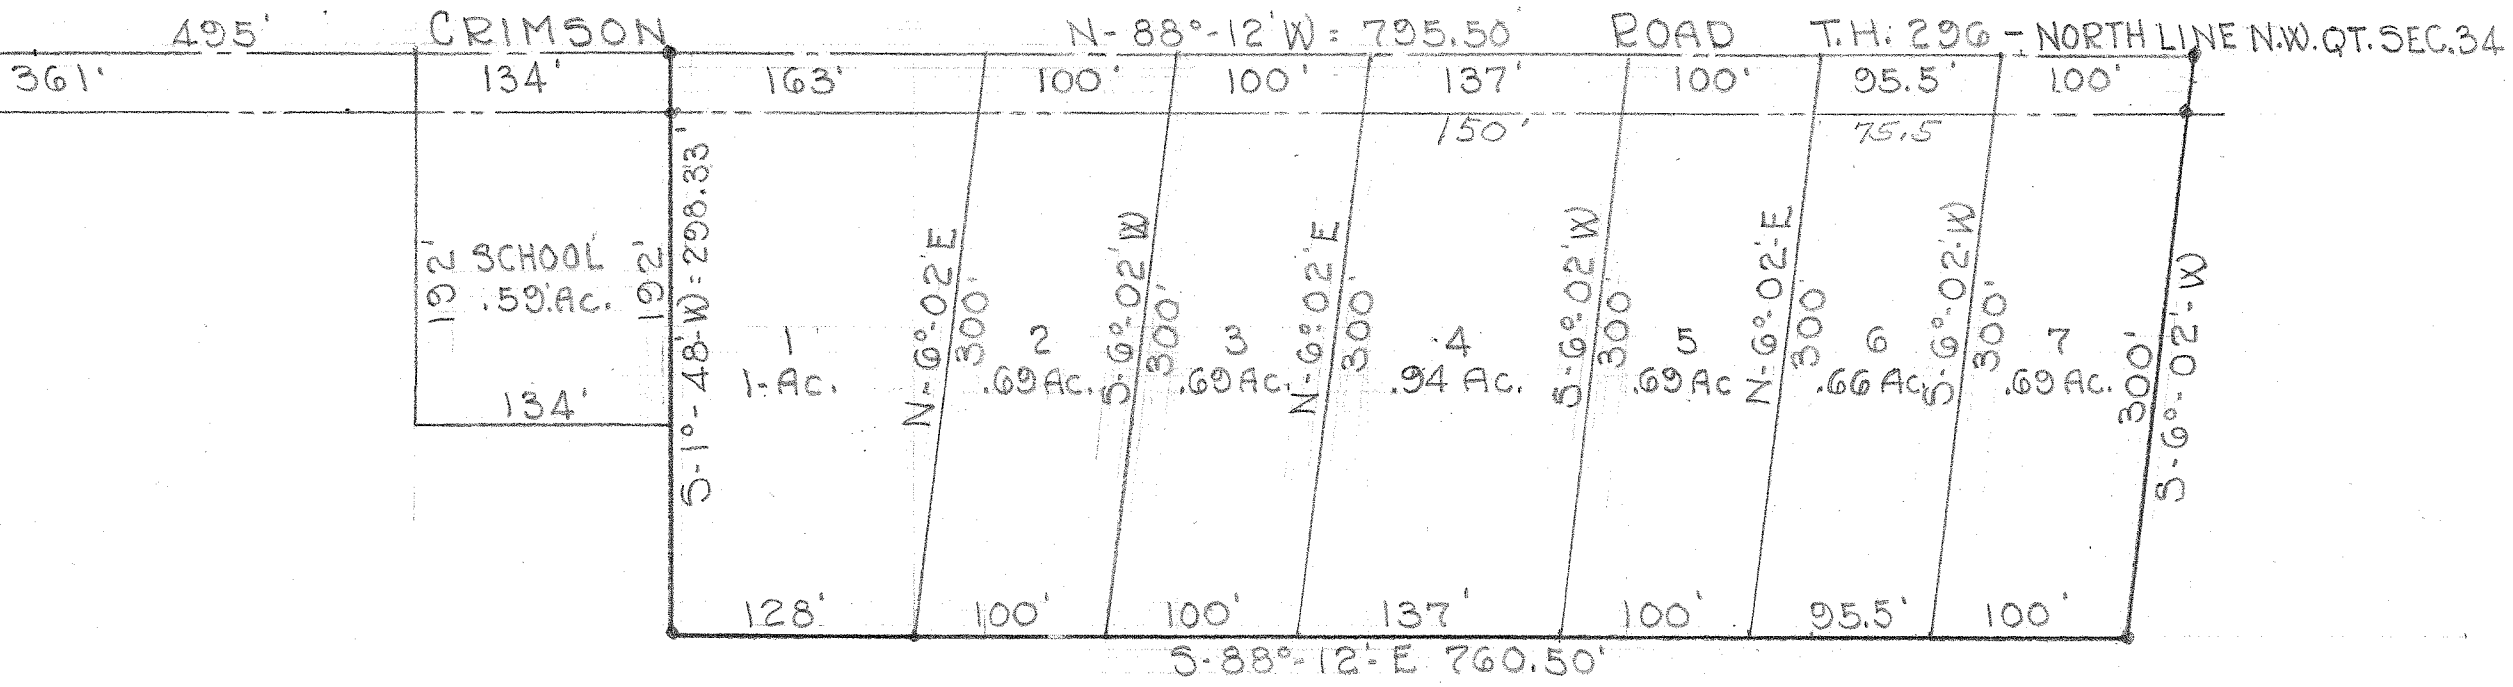 495' CRIMSON N-88°-12'W= 795.50' ROAD T.H. 296 - NORTH LINE N.W. QT. SEC. 34
361' 134' 163' 100' 100' 137' 100' 95.5' 100'
150' 75.5
192' SCHOOL 192'
.59 Ac.
134'
S-1°-48'-W= 298.33'
1
1-Ac.
N-6°-02'E
300'
2
.69 Ac.
S-6°-02'W
300'
3
.69 Ac.
N-6°-02'E
300'
4
.94 Ac.
S-6°-02'W
300'
5
.69 Ac
N-6°-02'-E
300'
6
.66 Ac.
S-6°-02'-W
300'
7
.69 Ac.
300'
S-6°-02'-W
128' 100' 100' 137' 100' 95.5' 100'
S-88°-12'-E 760.50'